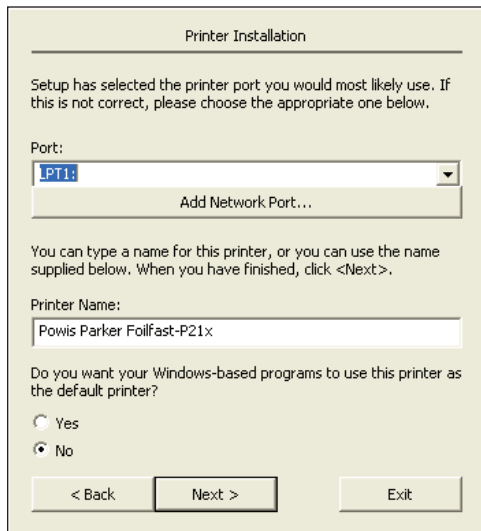 Printer Installation
Setup has selected the printer port you would most likely use. If
this is not correct, please choose the appropriate one below.
Port:
LPT1:
Add Network Port...
You can type a name for this printer, or you can use the name
supplied below. When you have finished, click <Next>.
Printer Name:
Powis Parker Foilfast-P21x
Do you want your Windows-based programs to use this printer as
the default printer?
Yes
No
< Back Next > Exit